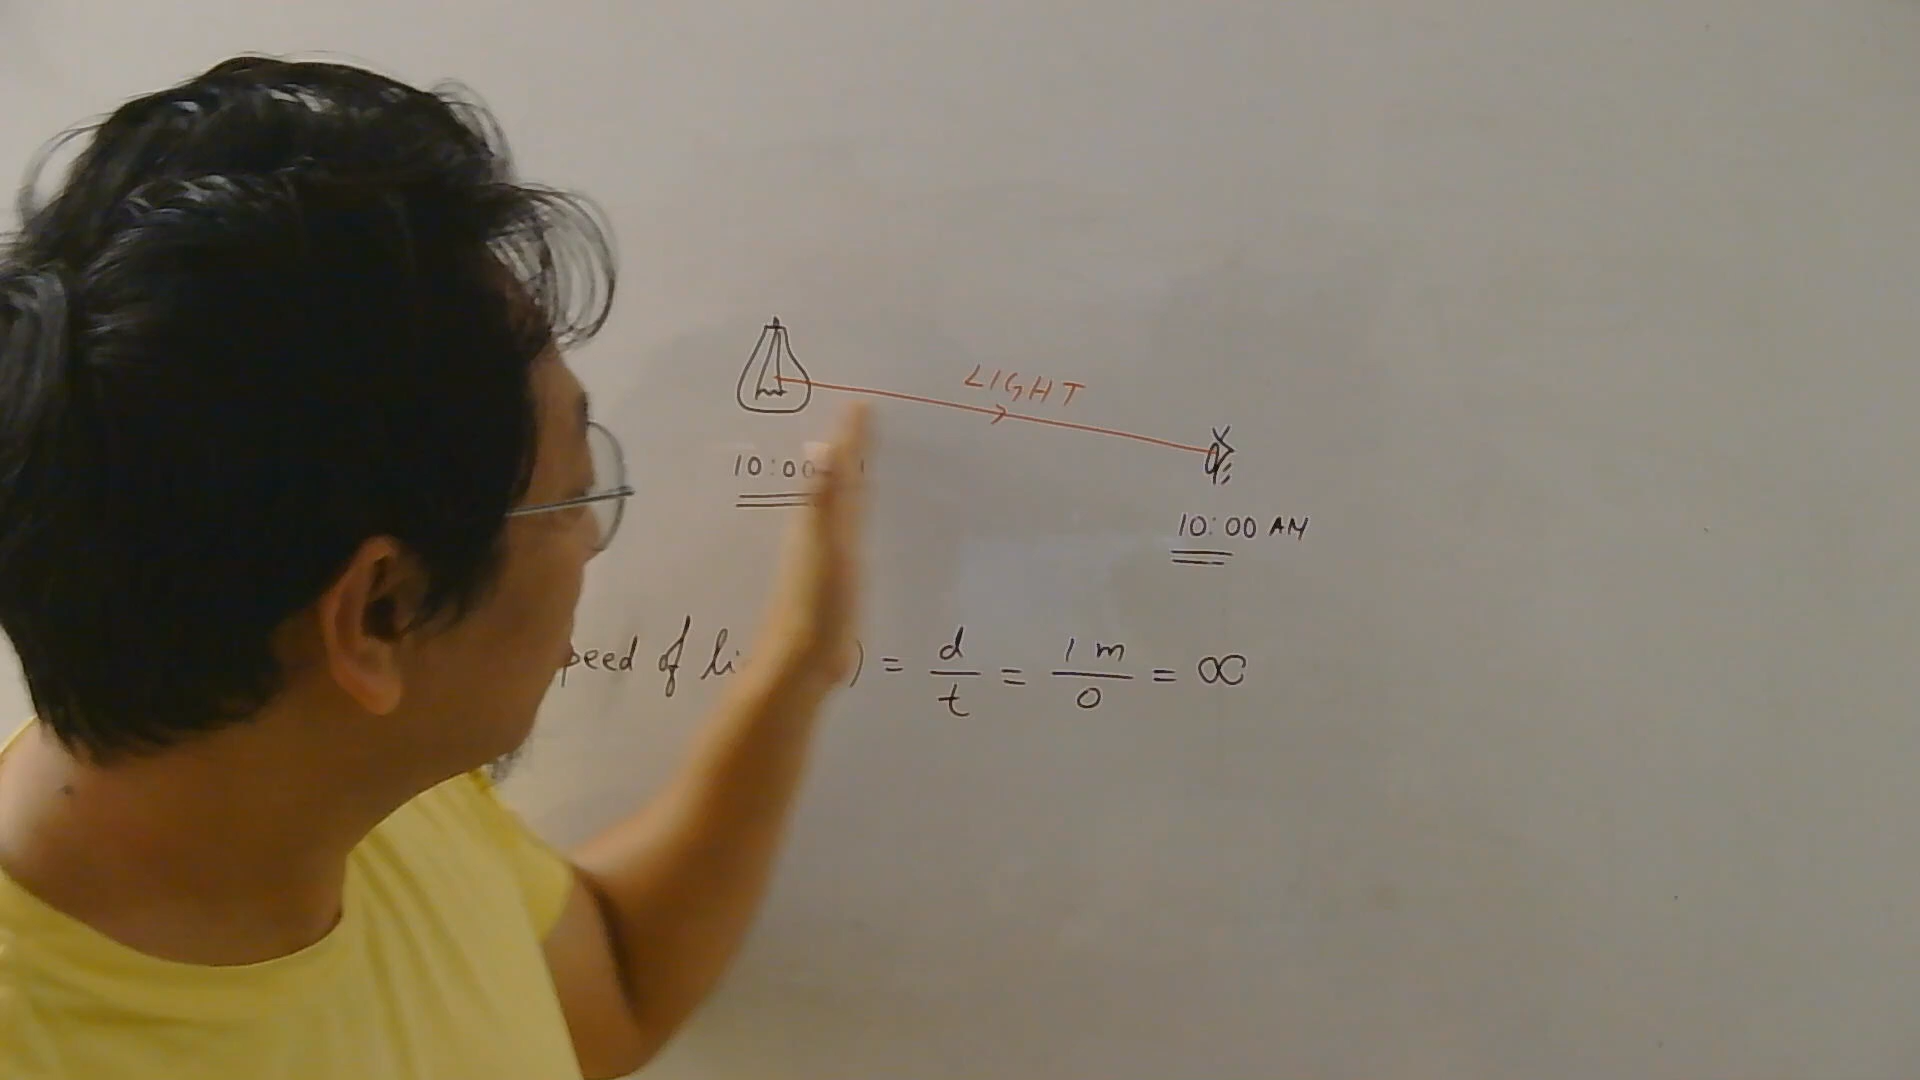 LIGHT
10:00
10:00 AM
peed of li ) = d/t = 1 m/0 = ∞